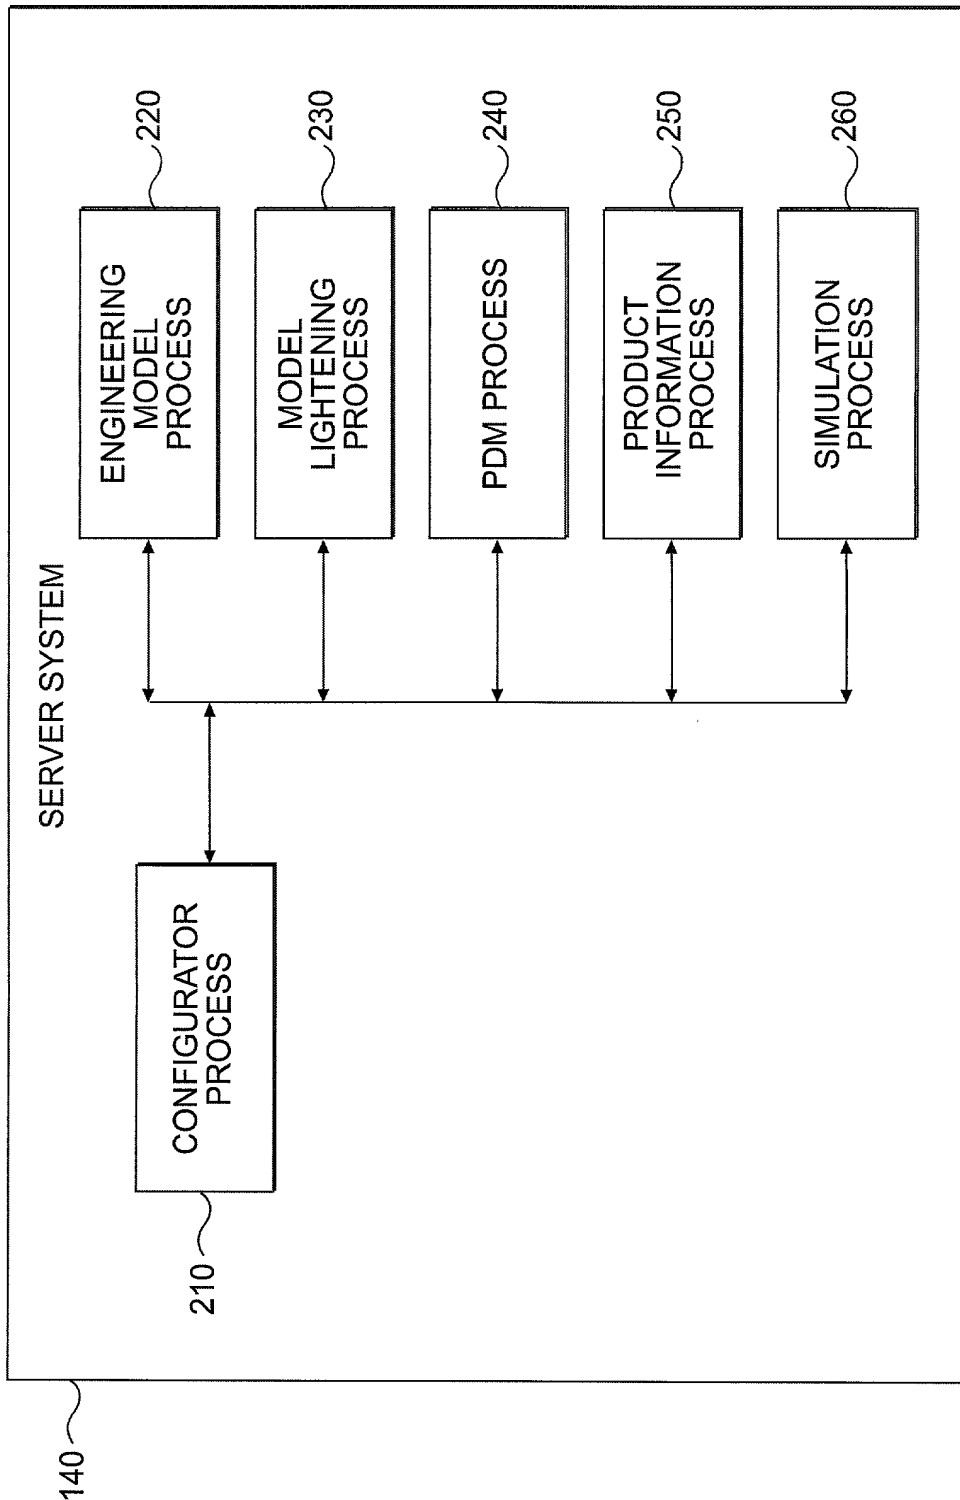 140
SERVER SYSTEM
210
CONFIGURATOR
PROCESS
ENGINEERING
MODEL
PROCESS
220
MODEL
LIGHTENING
PROCESS
230
PDM PROCESS
240
PRODUCT
INFORMATION
PROCESS
250
SIMULATION
PROCESS
260